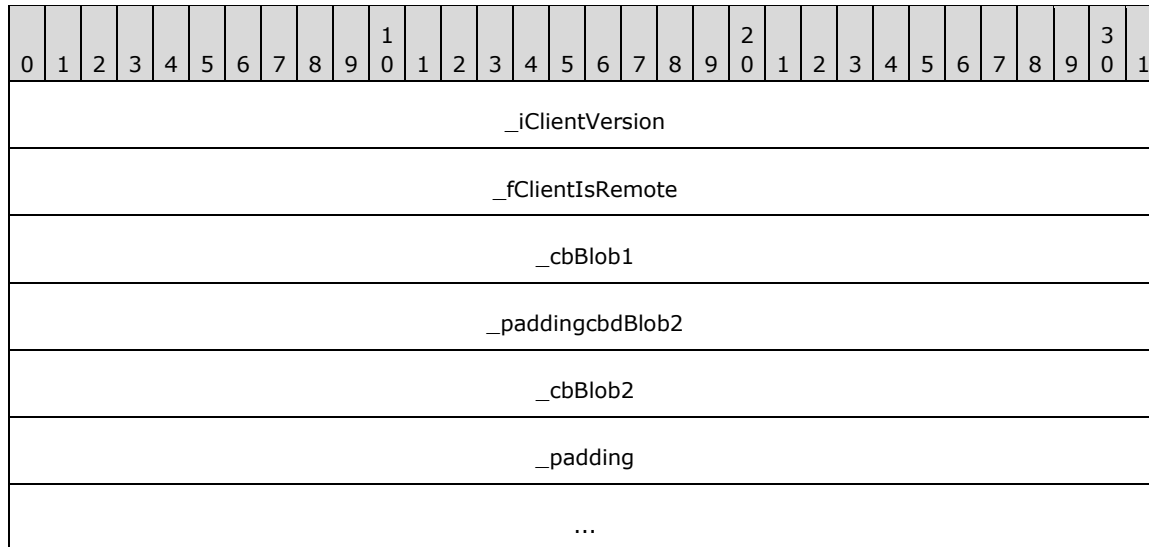 1 2 3
0 1 2 3 4 5 6 7 8 9 0 1 2 3 4 5 6 7 8 9 0 1 2 3 4 5 6 7 8 9 0 1
_iClientVersion
_fClientIsRemote
_cbBlob1
_paddingcbdBlob2
_cbBlob2
_padding
...